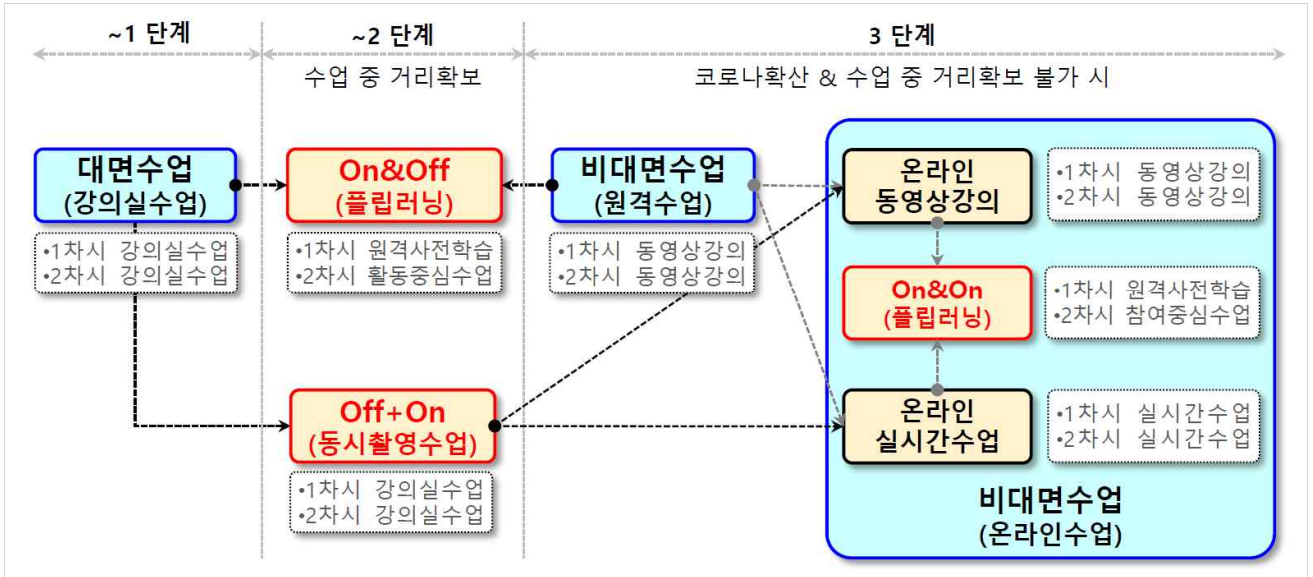 ~1 단계
~2 단계
3 단계
수업 중 거리확보
코로나확산 & 수업 중 거리확보 불가 시
대면수업
(강의실수업)
•1차시 강의실수업
•2차시 강의실수업
On&Off
(플립러닝)
•1차시 원격사전학습
•2차시 활동중심수업
비대면수업
(원격수업)
•1차시 동영상강의
•2차시 동영상강의
온라인
동영상강의
•1차시 동영상강의
•2차시 동영상강의
On&On
(플립러닝)
•1차시 원격사전학습
•2차시 참여중심수업
Off+On
(동시촬영수업)
•1차시 강의실수업
•2차시 강의실수업
온라인
실시간수업
•1차시 실시간수업
•2차시 실시간수업
비대면수업
(온라인수업)